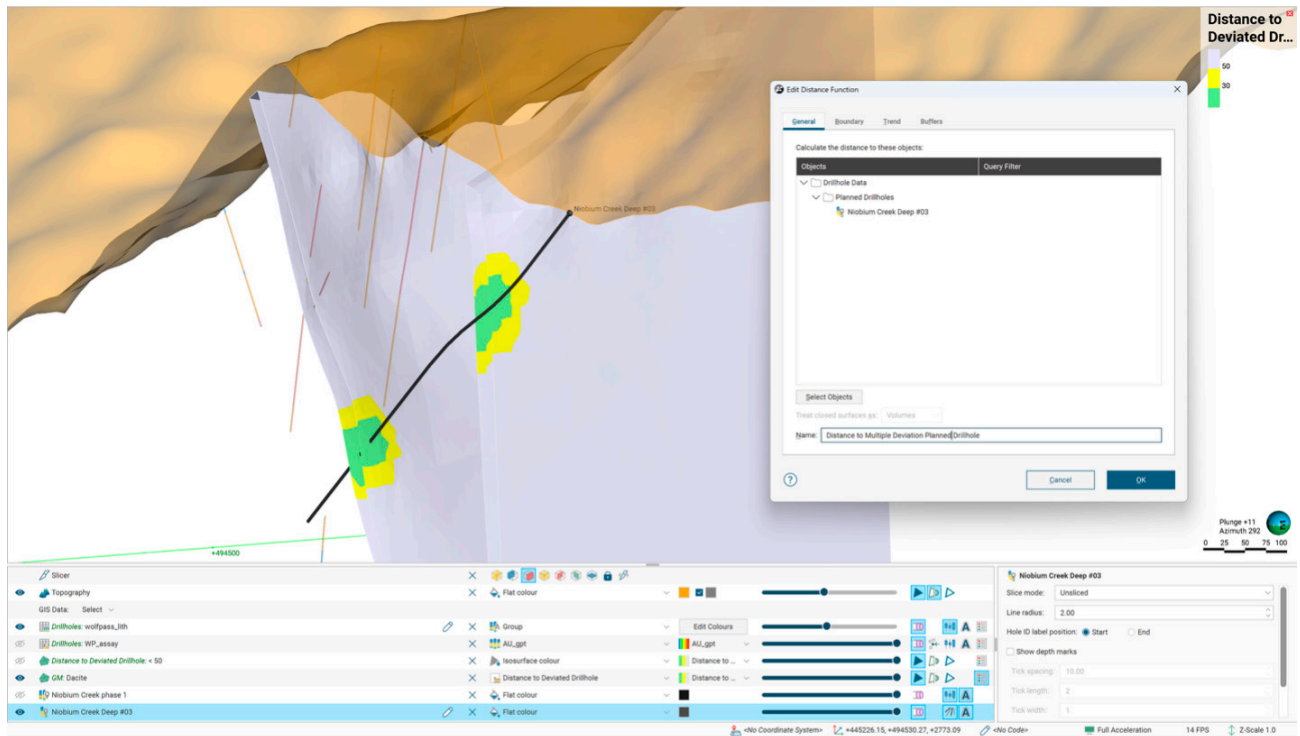 Distance to
Deviated Dr...
50
30
Edit Distance Function
General Boundary Trend Buffers
Calculate the distance to these objects:
Objects Query Filter
Drillhole Data
Planned Drillholes
Niobium Creek Deep #03
Select Objects
Treat closed surfaces as: Volumes
Name: Distance to Multiple Deviation Planned Drillhole
? Cancel OK
Niobium Creek Deep #03
+494500
Plunge +11
Azimuth 292
0 25 50 75 100
Slicer
Topography Flat colour
GIS Data: Select
Drillholes: wolfpass_lith Group Edit Colours
Drillholes: WP_assay AU_gpt AU_gpt
Distance to Deviated Drillhole: < 50 Isosurface colour Distance to ...
GM: Dacite Distance to Deviated Drillhole Distance to ...
Niobium Creek phase 1 Flat colour
Niobium Creek Deep #03 Flat colour
Niobium Creek Deep #03
Slice mode: Unsliced
Line radius: 2.00
Hole ID label position: Start End
Show depth marks
Tick spacing: 10.00
Tick length: 2
Tick width: 1
<No Coordinate System> +445226.15, +494530.27, +2773.09 <No Code> Full Acceleration 14 FPS Z-Scale 1.0